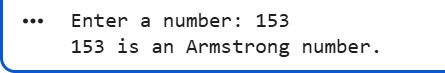 Enter a number: 153
153 is an Armstrong number.